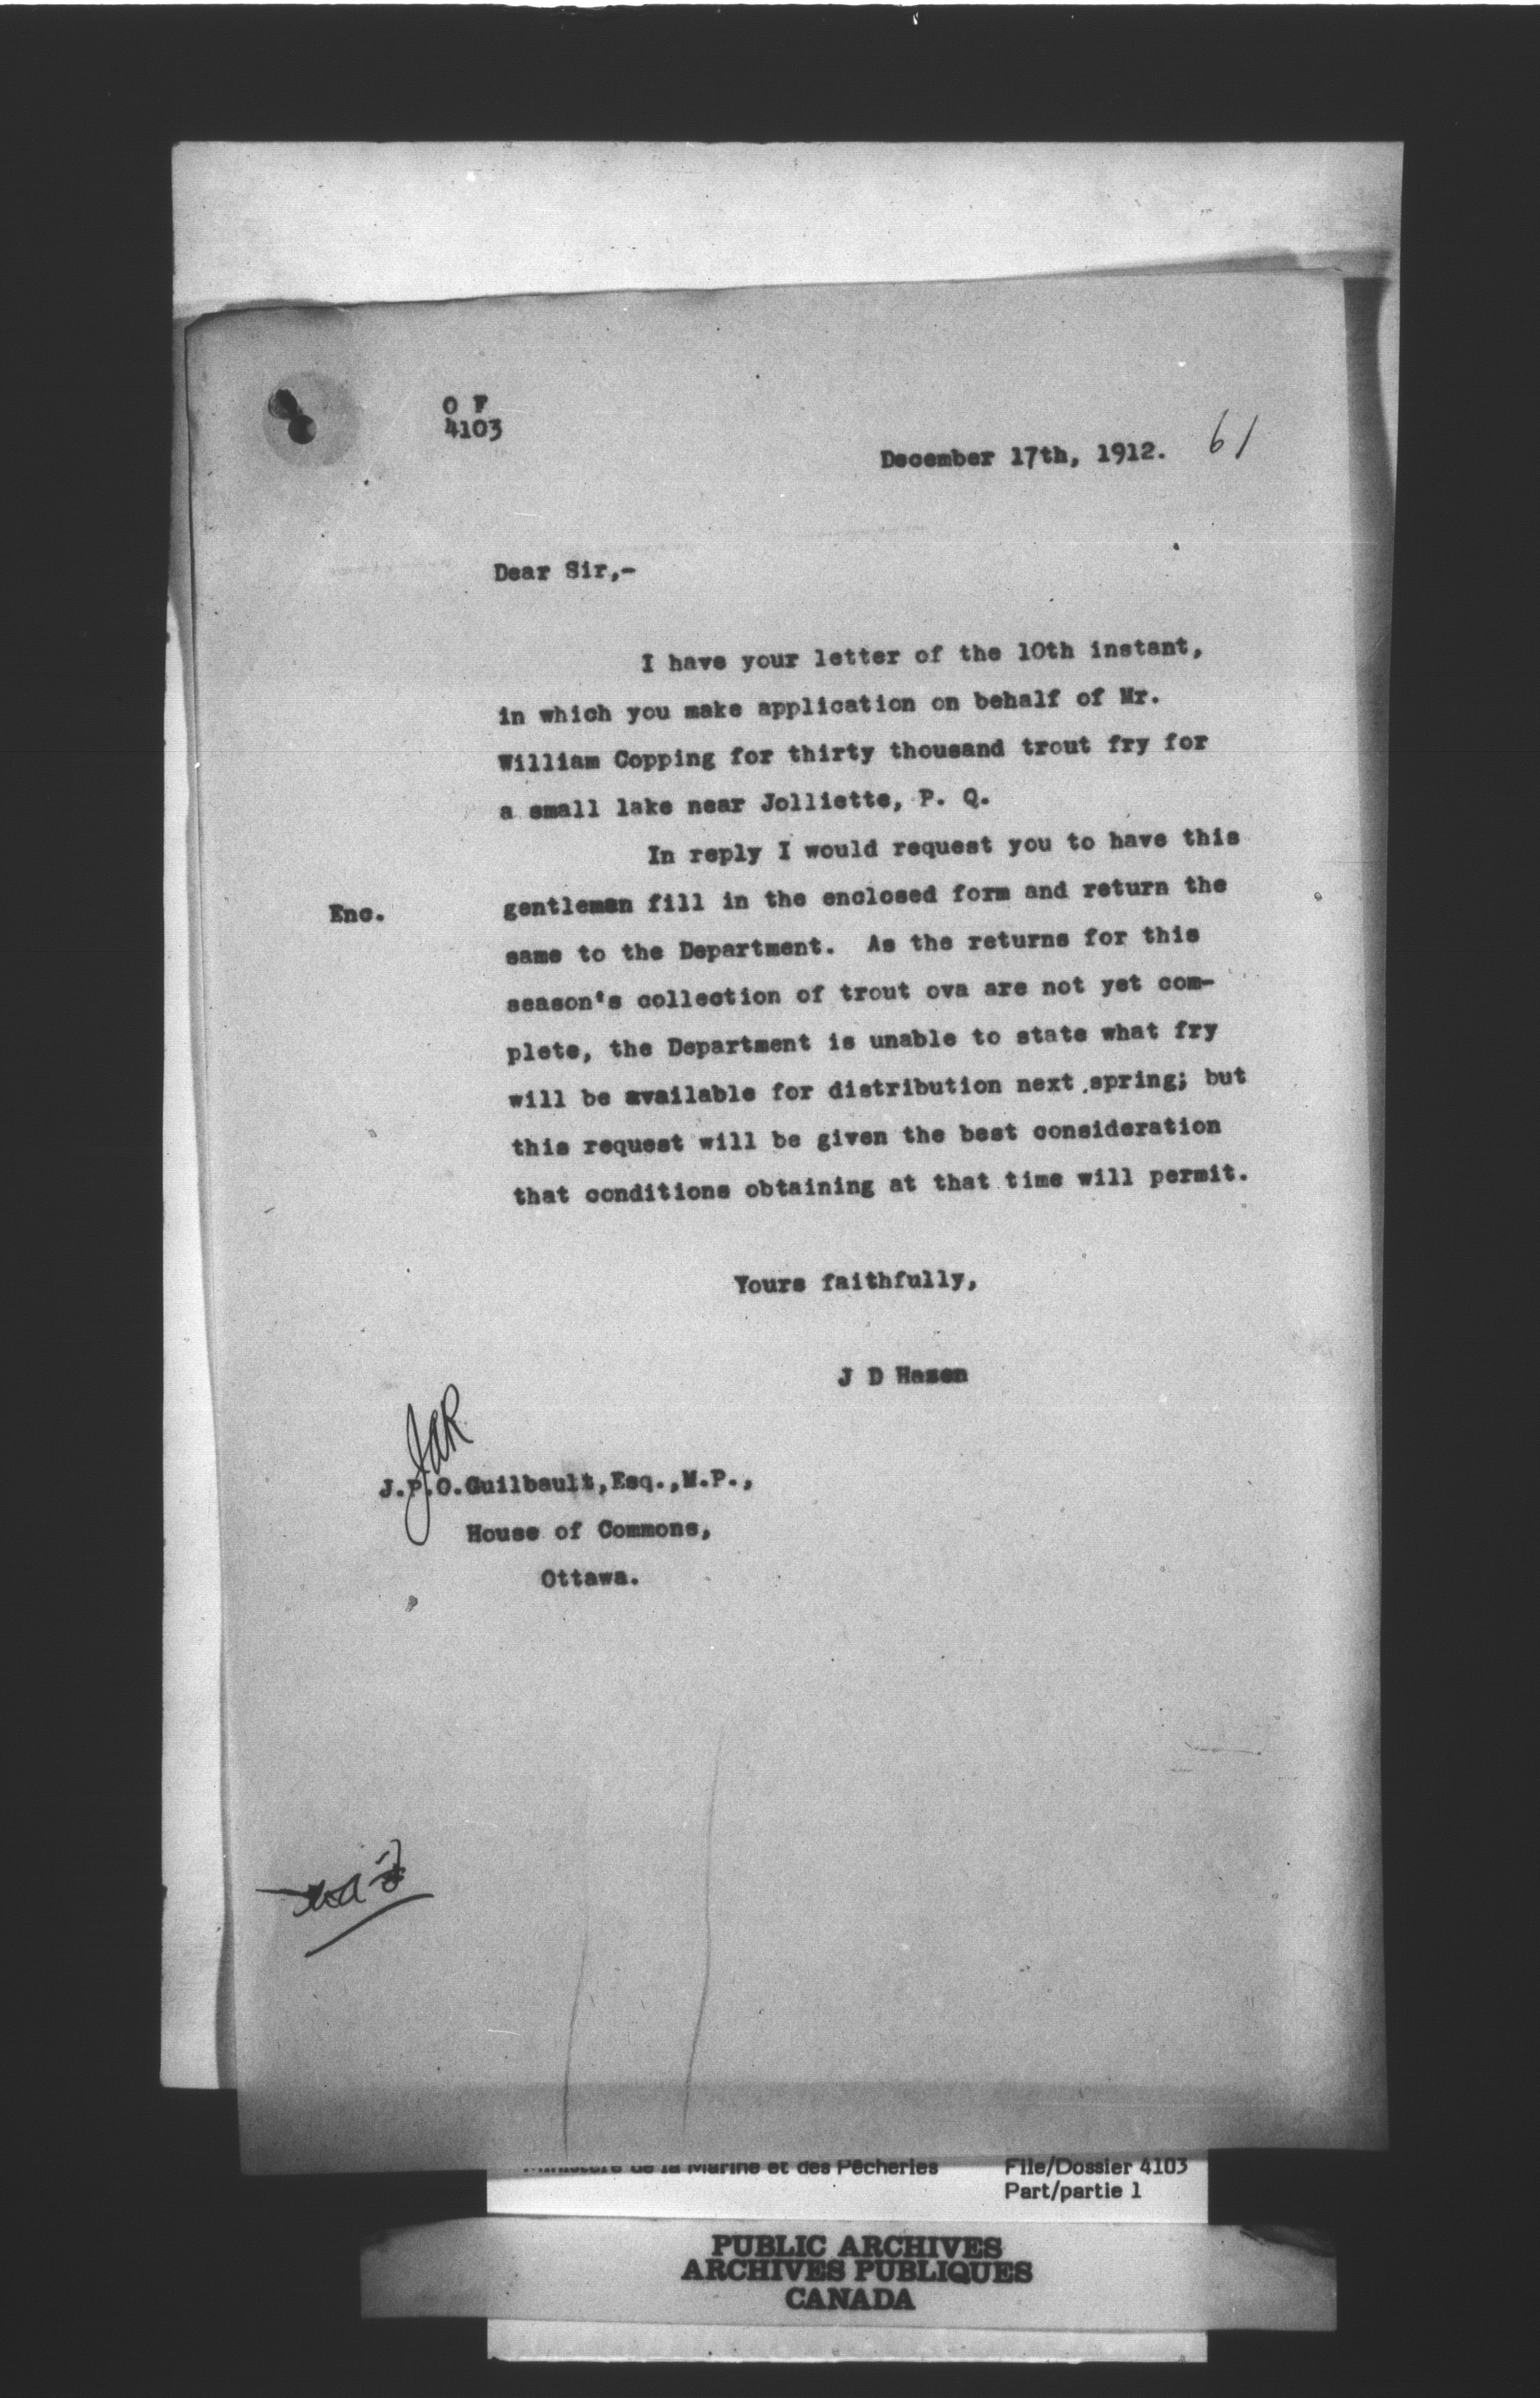 O F
4103
December 17th, 1912.
61
Dear Sir,-
I have your letter of the 10th instant,
in which you make application on behalf of Mr.
William Copping for thirty thousand trout fry for
a small lake near Jolliette, P. Q.
In reply I would request you to have this
Enc.
gentleman fill in the enclosed form and return the
same to the Department. As the returns for this
season's collection of trout ova are not yet com-
plete, the Department is unable to state what fry
will be available for distribution next spring; but
this request will be given the best consideration
that conditions obtaining at that time will permit.
Yours faithfully,
J D Hazen
JAR
J.P.O.Guilbault,Esq.,M.P.,
House of Commons,
Ottawa.
Ministère de la Marine et des Pêcheries
File/Dossier 4103
Part/partie 1
PUBLIC ARCHIVES
ARCHIVES PUBLIQUES
CANADA